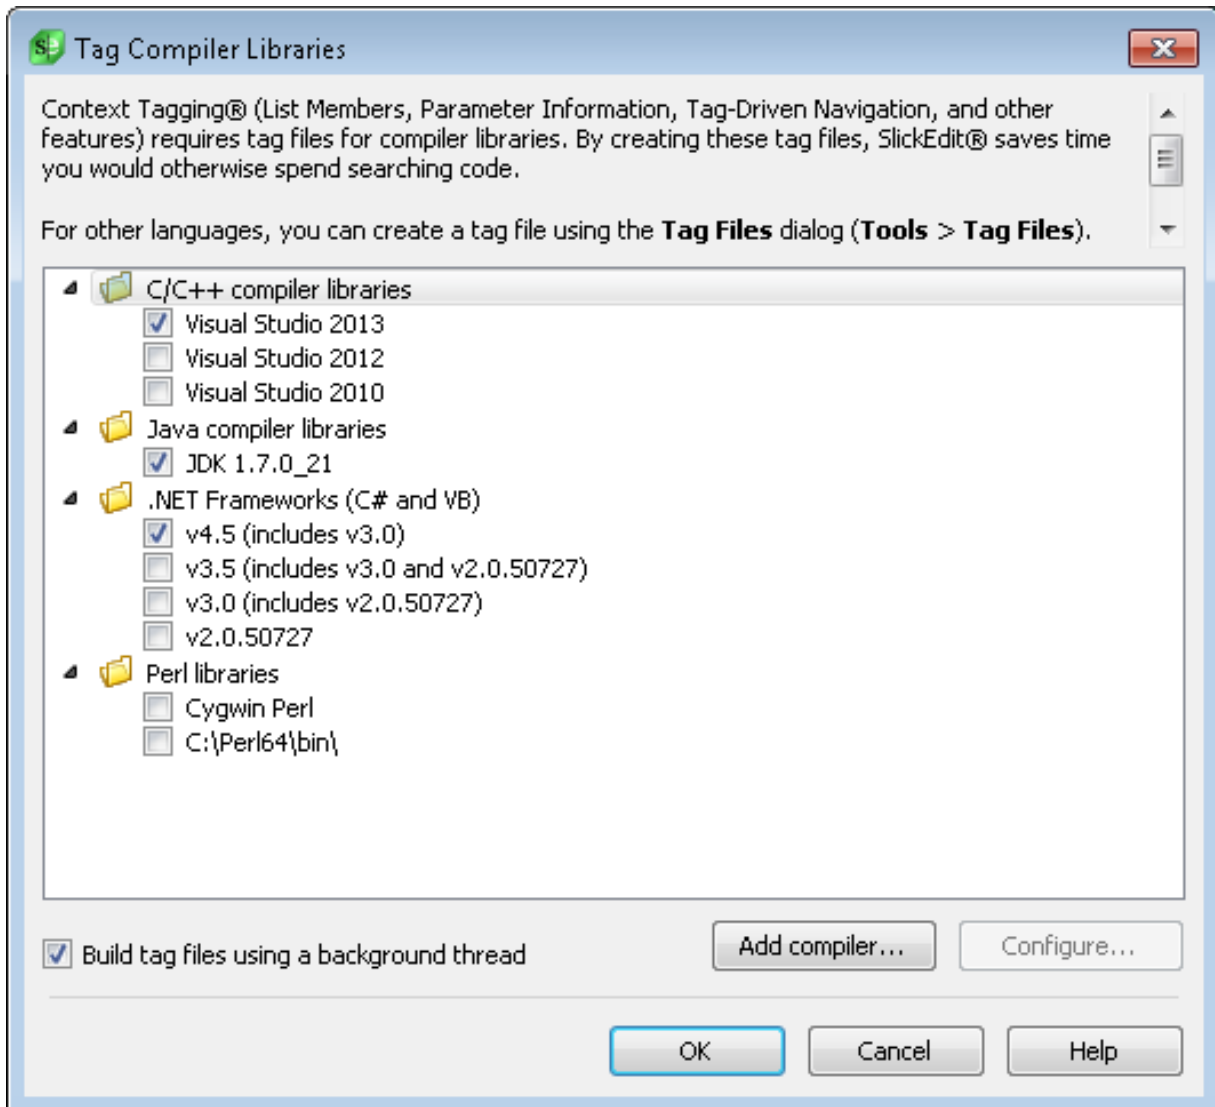 Tag Compiler Libraries
Context Tagging® (List Members, Parameter Information, Tag-Driven Navigation, and other
features) requires tag files for compiler libraries. By creating these tag files, SlickEdit® saves time
you would otherwise spend searching code.
For other languages, you can create a tag file using the Tag Files dialog (Tools > Tag Files).
C/C++ compiler libraries
Visual Studio 2013
Visual Studio 2012
Visual Studio 2010
Java compiler libraries
JDK 1.7.0_21
.NET Frameworks (C# and VB)
v4.5 (includes v3.0)
v3.5 (includes v3.0 and v2.0.50727)
v3.0 (includes v2.0.50727)
v2.0.50727
Perl libraries
Cygwin Perl
C:\Perl64\bin\
Build tag files using a background thread
Add compiler...
Configure...
OK
Cancel
Help